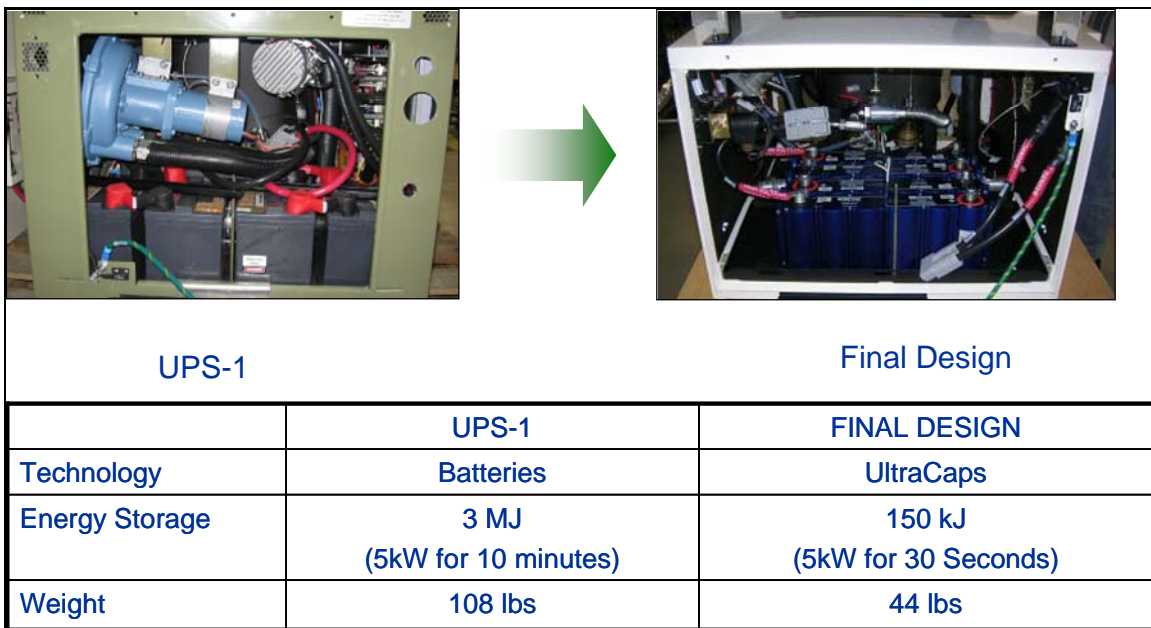 UPS-1
Final Design
UPS-1
FINAL DESIGN
Technology
Batteries
UltraCaps
Energy Storage
3 MJ
(5kW for 10 minutes)
150 kJ
(5kW for 30 Seconds)
Weight
108 lbs
44 lbs